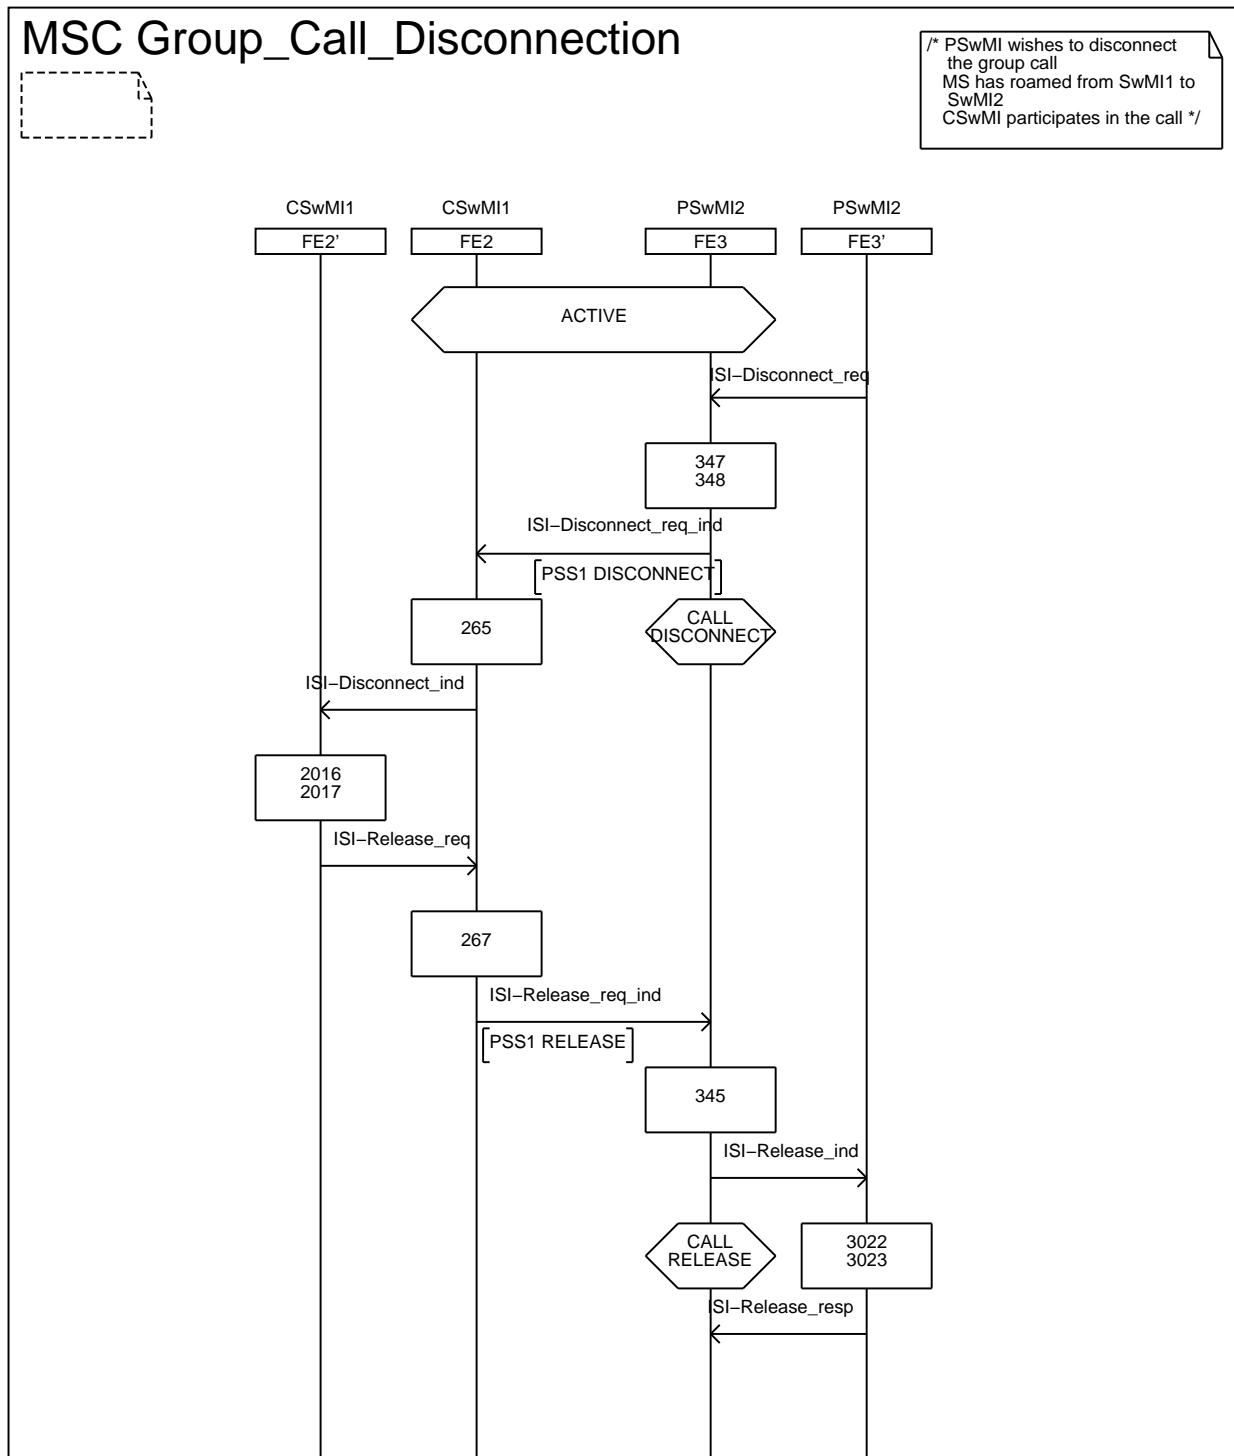 MSC Group_Call_Disconnection
/* PSwMI wishes to disconnect
the group call
MS has roamed from SwMI1 to
SwMI2
CSwMI participates in the call */
CSwMI1 CSwMI1 PSwMI2 PSwMI2
FE2' FE2 FE3 FE3'
ACTIVE
ISI−Disconnect_req
347
348
ISI−Disconnect_req_ind
PSS1 DISCONNECT
265
CALL
DISCONNECT
ISI−Disconnect_ind
2016
2017
ISI−Release_req
267
ISI−Release_req_ind
PSS1 RELEASE
345
ISI−Release_ind
CALL
RELEASE
3022
3023
ISI−Release_resp